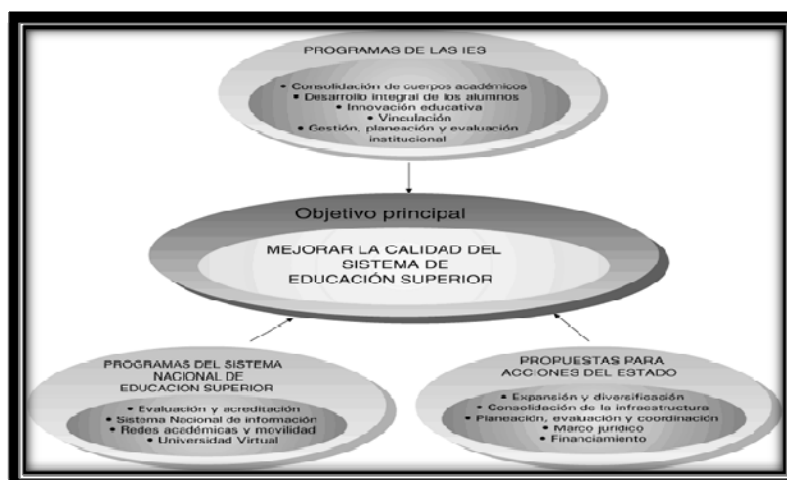 PROGRAMAS DE LAS IES
• Consolidación de cuerpos académicos
• Desarrollo integral de los alumnos
• Innovación educativa
• Vinculación
• Gestión, planeación y evaluación
institucional
Objetivo principal
MEJORAR LA CALIDAD DEL
SISTEMA DE
EDUCACIÓN SUPERIOR
PROGRAMAS DEL SISTEMA
NACIONAL DE
EDUCACION SUPERIOR
• Evaluación y acreditación
• Sistema Nacional de información
• Redes académicas y movilidad
• Universidad Virtual
PROPUESTAS PARA
ACCIONES DEL ESTADO
• Expansión y diversificación
• Consolidación de la infraestructura
• Planeación, evaluación y coordinación
• Marco jurídico
• Financiamiento